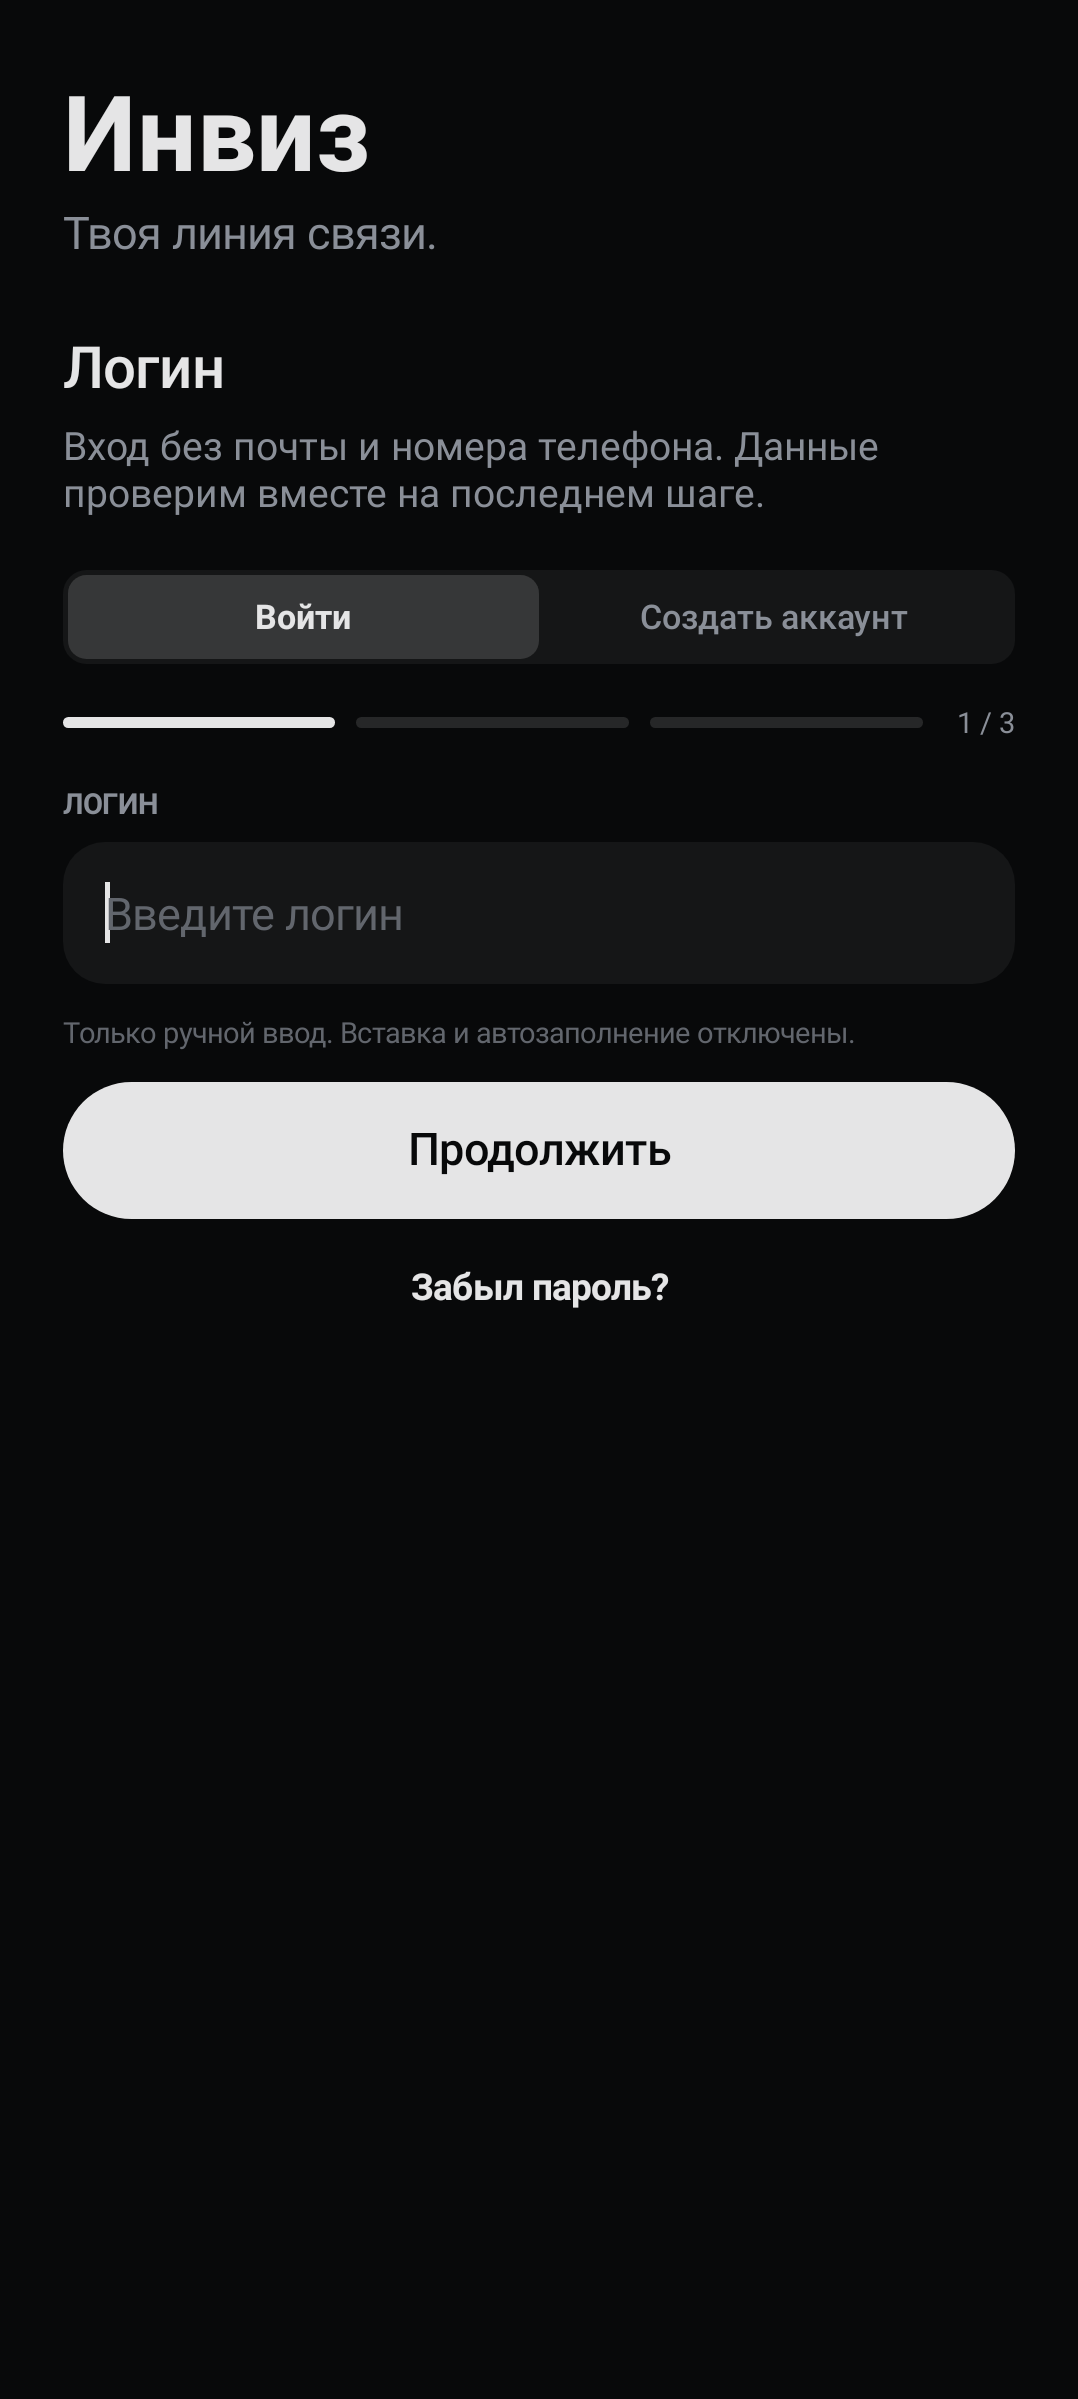 Инвиз
Твоя линия связи.
Логин
Вход без почты и номера телефона. Данные
проверим вместе на последнем шаге.
Войти
Создать аккаунт
1 / 3
логин
Введите логин
Только ручной ввод. Вставка и автозаполнение отключены.
Продолжить
Забыл пароль?